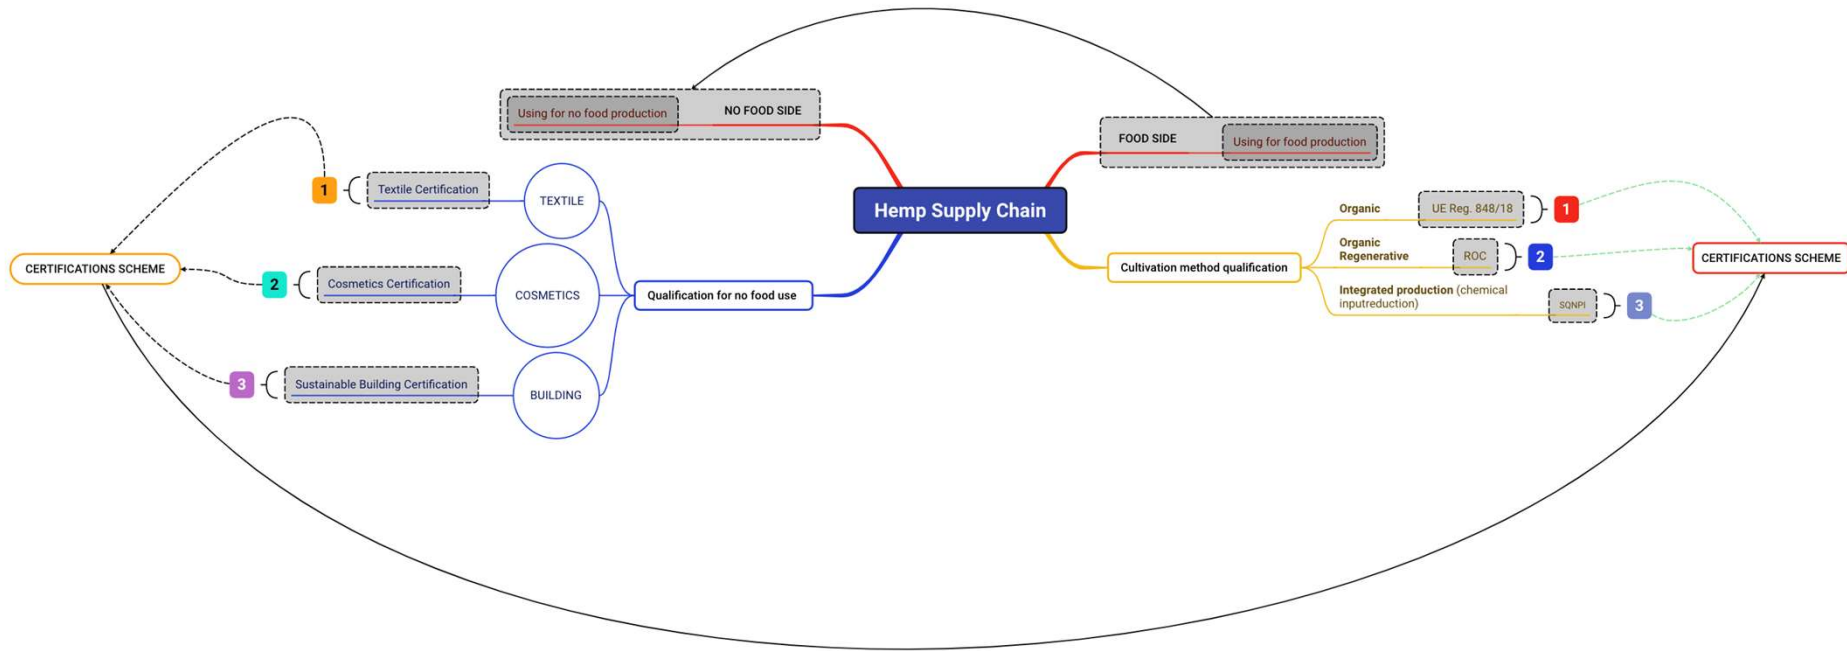 Using for no food production
NO FOOD SIDE
FOOD SIDE
Using for food production
Hemp Supply Chain
1
Textile Certification
TEXTILE
CERTIFICATIONS SCHEME
2
Cosmetics Certification
COSMETICS
Qualification for no food use
3
Sustainable Building Certification
BUILDING
Cultivation method qualification
Organic
UE Reg. 848/18
1
Organic
Regenerative
ROC
2
Integrated production (chemical
inputreduction)
SQNPI
3
CERTIFICATIONS SCHEME